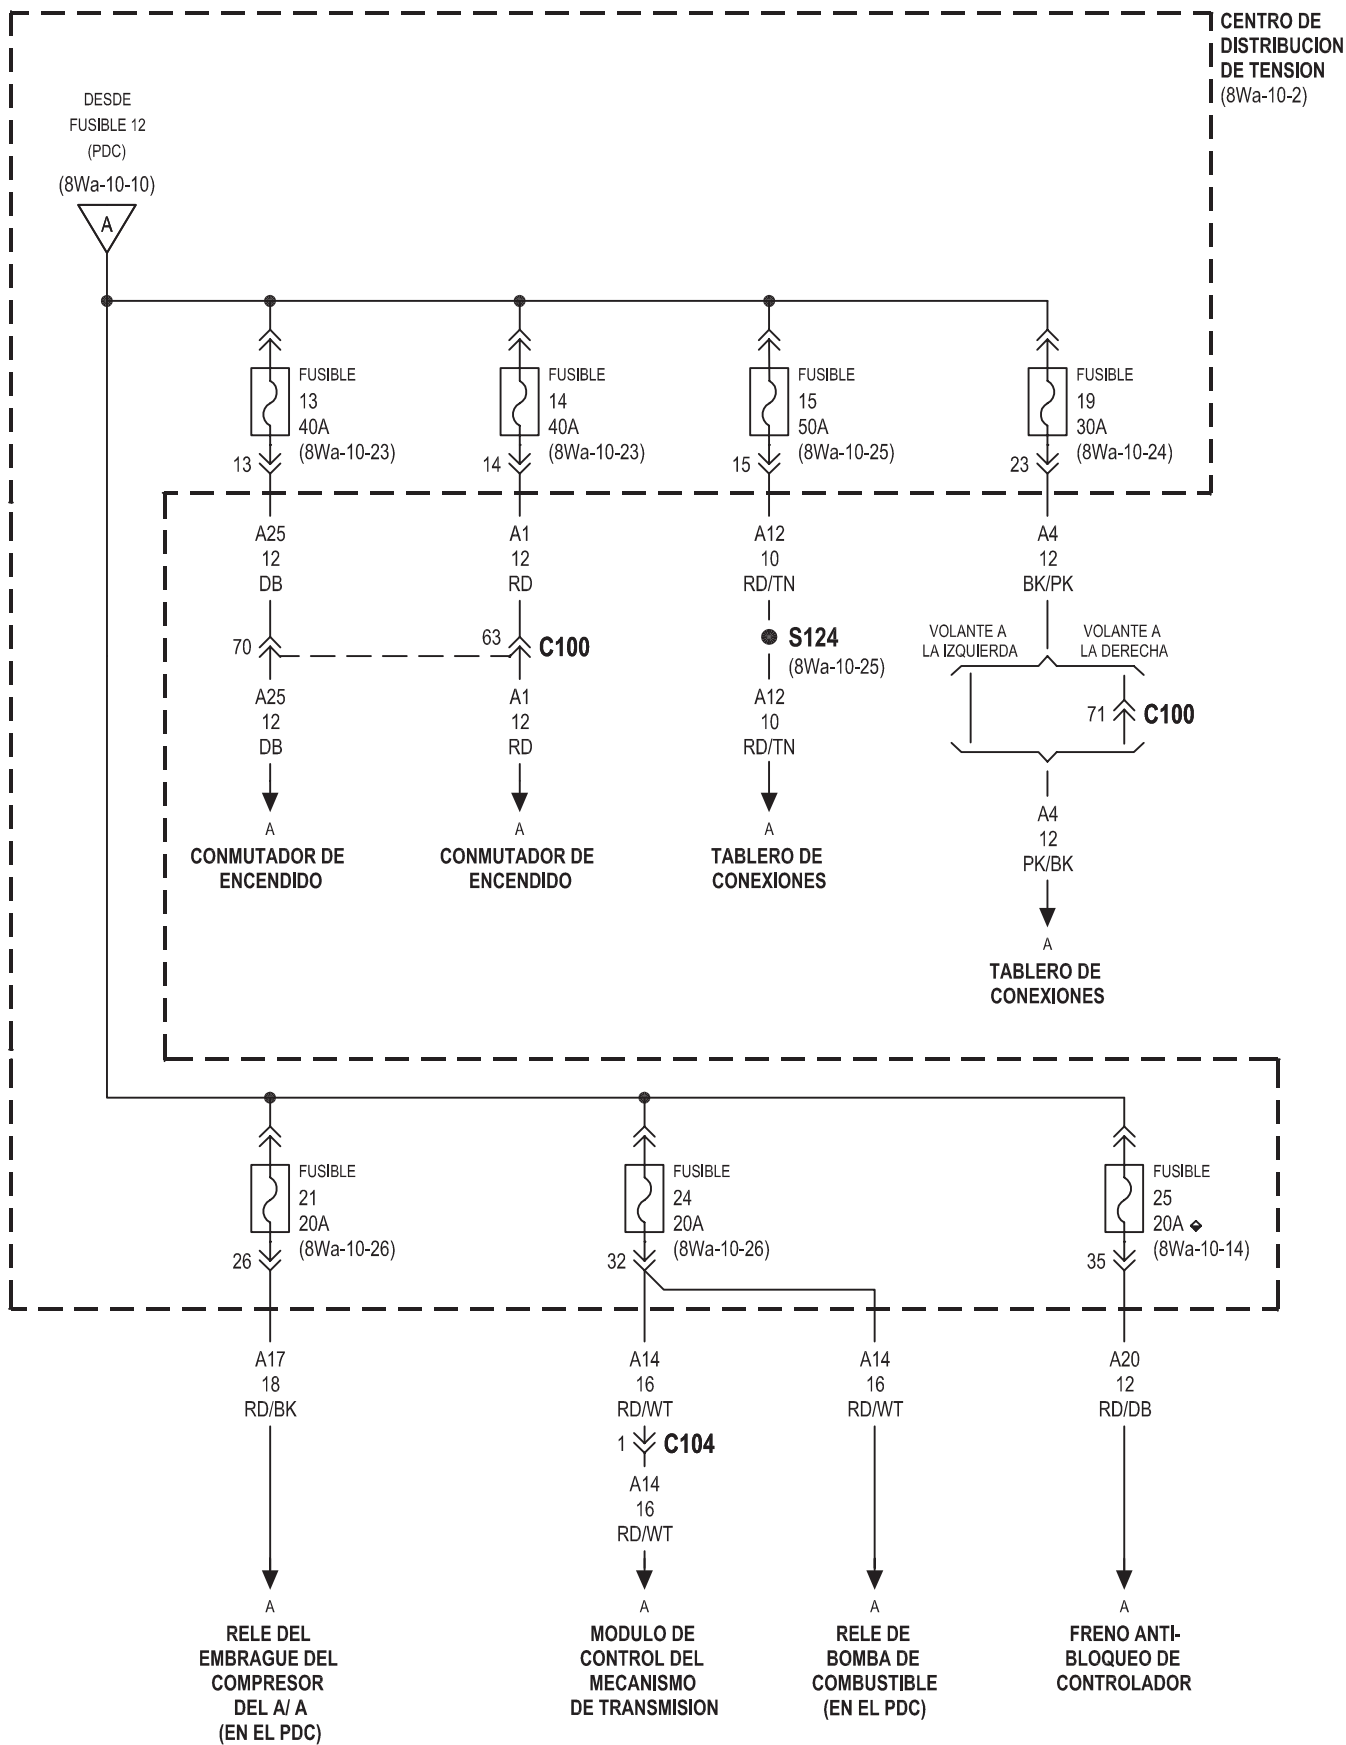 CENTRO DE
DISTRIBUCION
DE TENSION
(8Wa-10-2)
DESDE
FUSIBLE 12
(PDC)
(8Wa-10-10)
A
FUSIBLE
13
40A
(8Wa-10-23)
13
FUSIBLE
14
40A
(8Wa-10-23)
14
FUSIBLE
15
50A
(8Wa-10-25)
15
FUSIBLE
19
30A
(8Wa-10-24)
23
A25
12
DB
70
A25
12
DB
A
CONMUTADOR DE
ENCENDIDO
A1
12
RD
63
C100
A1
12
RD
A
CONMUTADOR DE
ENCENDIDO
A12
10
RD/TN
S124
(8Wa-10-25)
A12
10
RD/TN
A
TABLERO DE
CONEXIONES
A4
12
BK/PK
VOLANTE A
LA IZQUIERDA
VOLANTE A
LA DERECHA
71
C100
A4
12
PK/BK
A
TABLERO DE
CONEXIONES
FUSIBLE
21
20A
(8Wa-10-26)
26
FUSIBLE
24
20A
(8Wa-10-26)
32
FUSIBLE
25
20A
(8Wa-10-14)
35
A17
18
RD/BK
A
RELE DEL
EMBRAGUE DEL
COMPRESOR
DEL A/ A
(EN EL PDC)
A14
16
RD/WT
1
C104
A14
16
RD/WT
A
MODULO DE
CONTROL DEL
MECANISMO
DE TRANSMISION
A14
16
RD/WT
A
RELE DE
BOMBA DE
COMBUSTIBLE
(EN EL PDC)
A20
12
RD/DB
A
FRENO ANTI-
BLOQUEO DE
CONTROLADOR